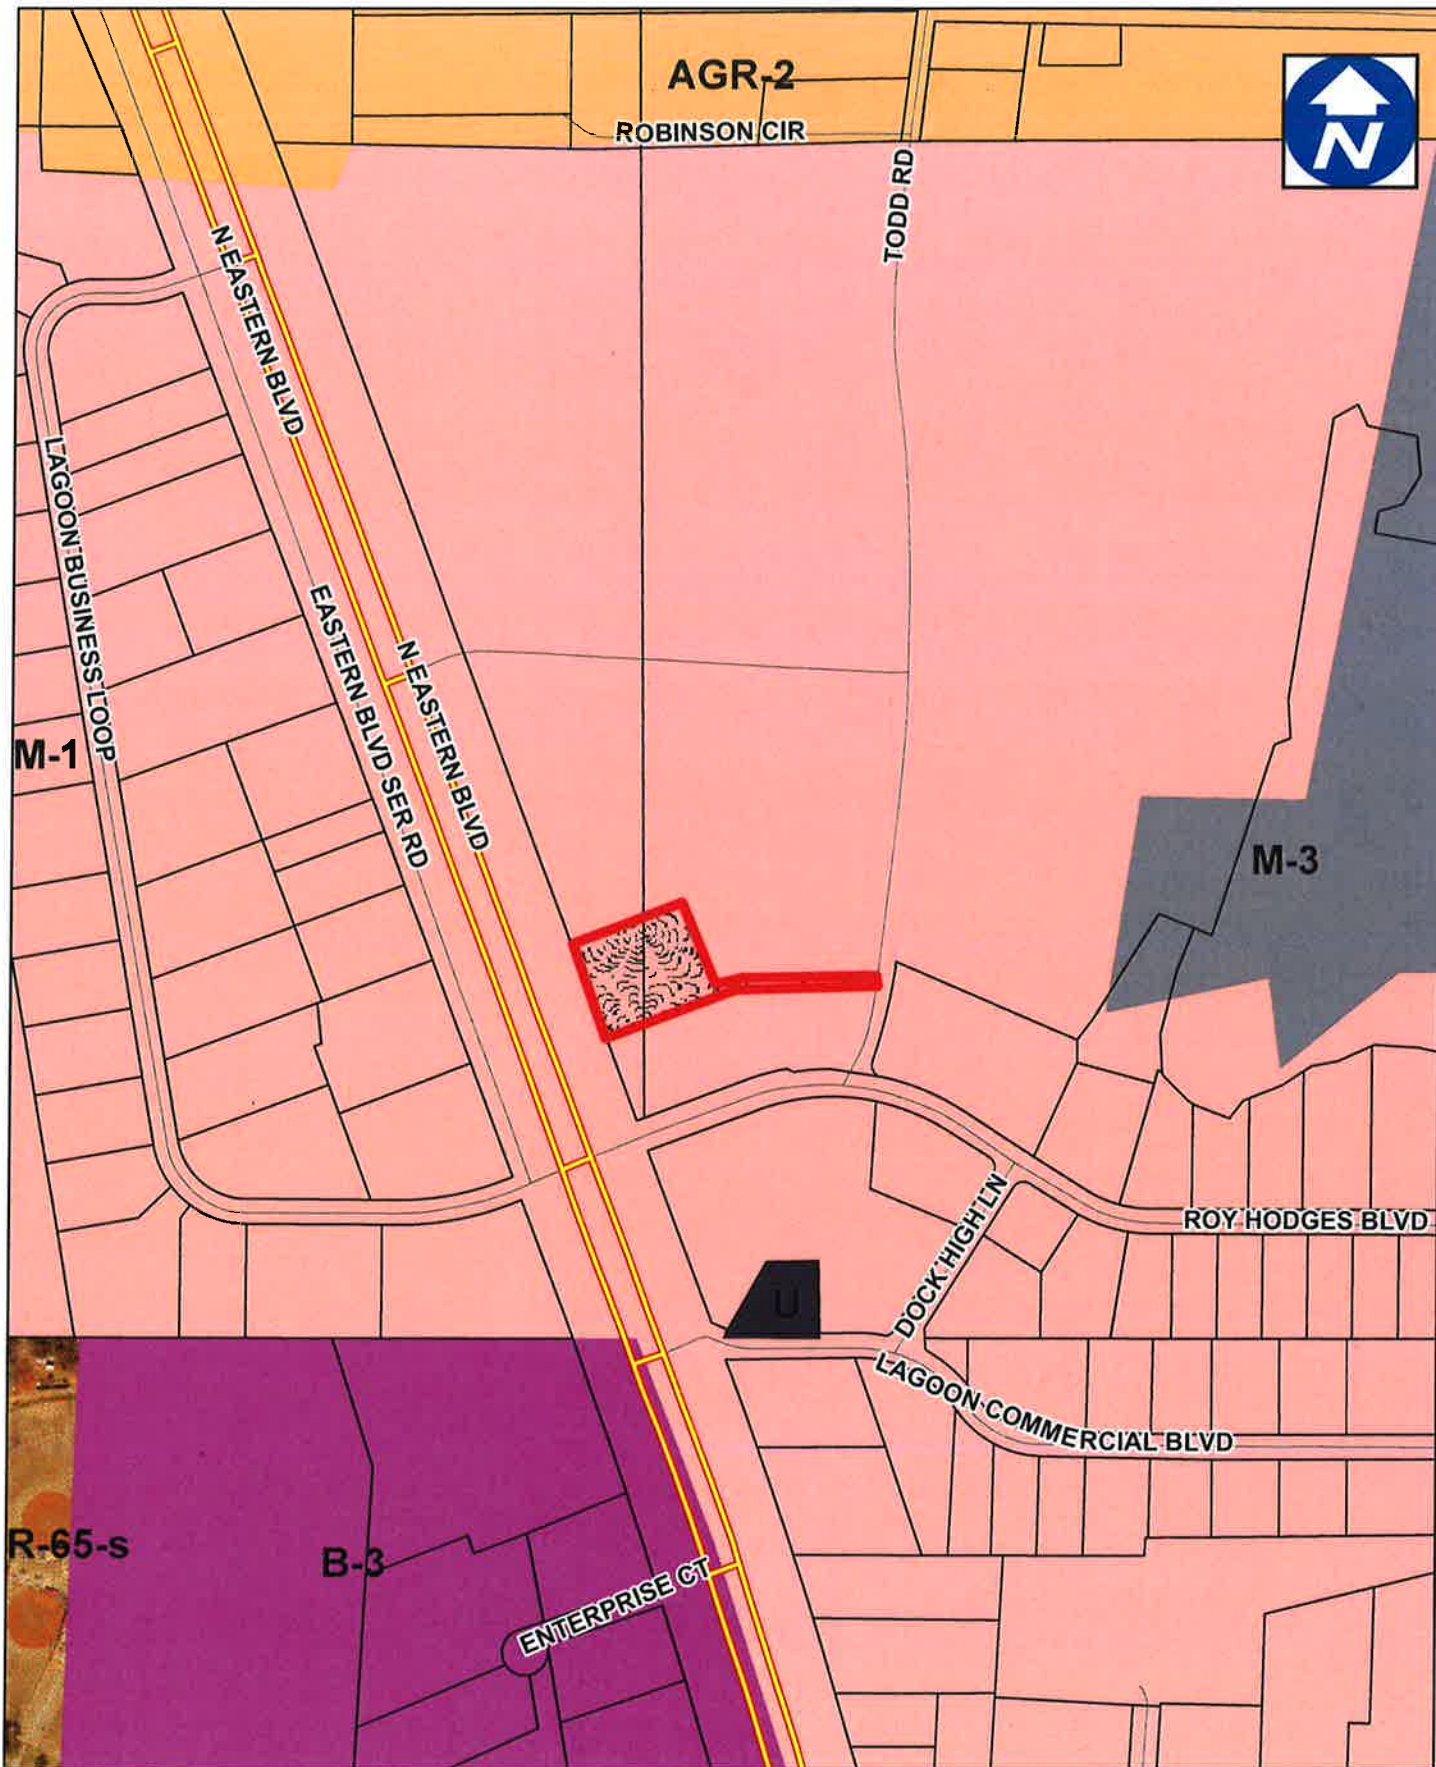 AGR-2
ROBINSON CIR
N
TODD RD
N EASTERN BLVD
LAGOON BUSINESS LOOP
EASTERN BLVD SER RD
N EASTERN BLVD
M-1
M-3
ROY HODGES BLVD
DOCK HIGH LN
U
LAGOON COMMERCIAL BLVD
R-65-s
B-3
ENTERPRISE CT